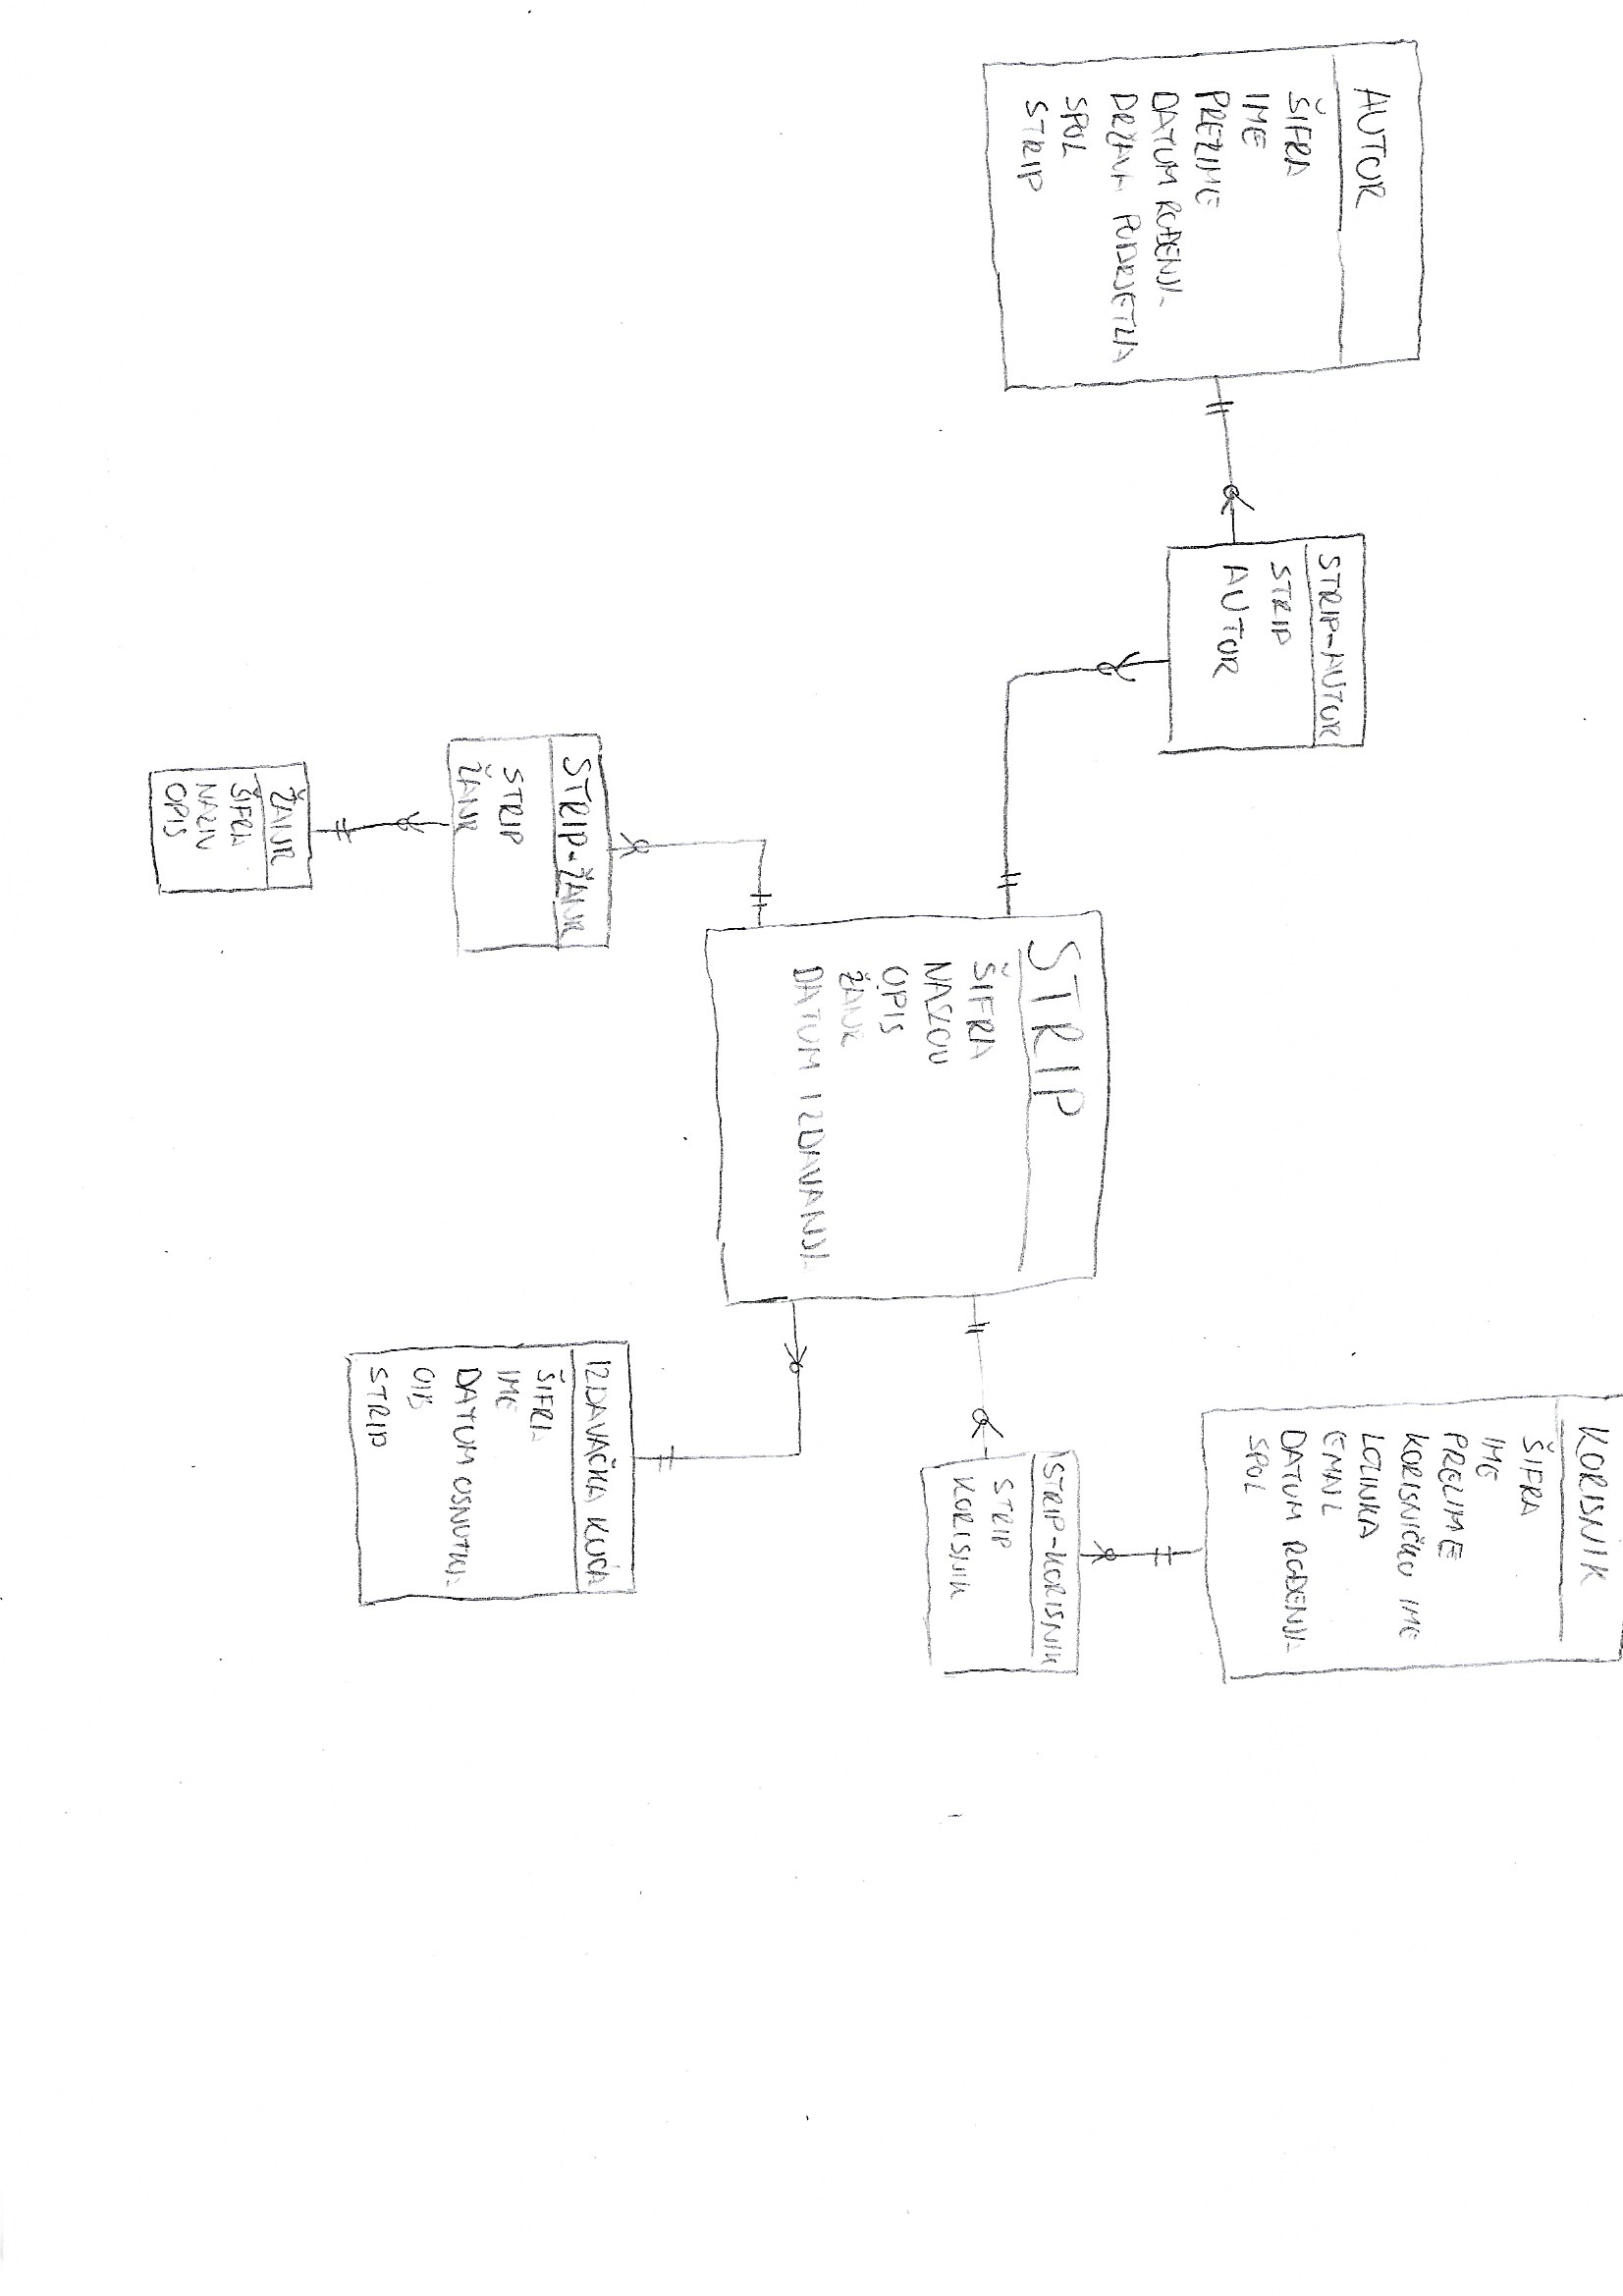 KORISNIK
ŠIFRA
IME
PREZIME
KORISNIČKO IME
LOZINKA
EMAIL
DATUM ROĐENJA
SPOL
AUTOR
ŠIFRA
IME
PREZIME
DATUM ROĐENJA
DRŽAVA PODRJETLA
SPOL
STRIP
STRIP-AUTOR
STRIP
AUTOR
STRIP
ŠIFRA
NASLOV
OPIS
ŽANR
DATUM IZDAVANJA
STRIP-KORISNIK
STRIP
KORISNIK
STRIP-ŽANR
STRIP
ŽANR
IZDAVAČKA KUĆA
ŠIFRA
IME
DATUM OSNUTKA
OIB
STRIP
ŽANR
ŠIFRA
NAZIV
OPIS